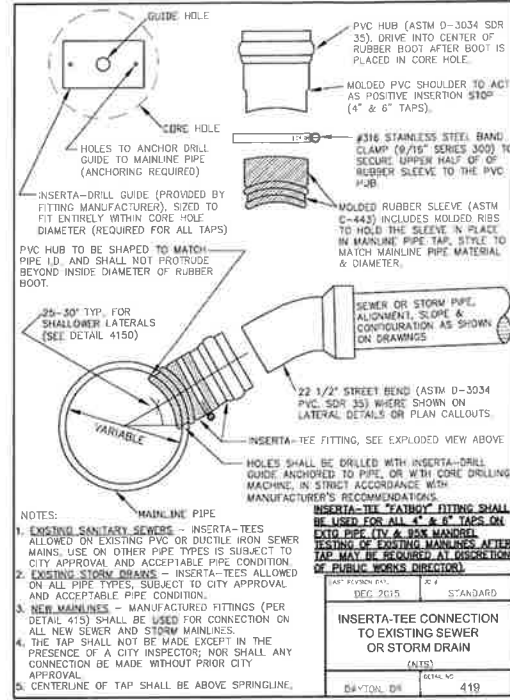 GUIDE HOLE
CORE HOLE
HOLES TO ANCHOR DRILL
GUIDE TO MAINLINE PIPE
(ANCHORING REQUIRED)
INSERTA-DRILL GUIDE (PROVIDED BY
FITTING MANUFACTURER), SIZED TO
FIT ENTIRELY WITHIN CORE HOLE
DIAMETER (REQUIRED FOR ALL TAPS)
PVC HUB TO BE SHAPED TO MATCH
PIPE I.D. AND SHALL NOT PROTRUDE
BEYOND INSIDE DIAMETER OF RUBBER
BOOT.
25-30° TYP. FOR
SHALLOWER LATERALS
(SEE DETAIL 4150)
VARIABLE
MAINLINE PIPE
PVC HUB (ASTM D-3034 SDR
35). DRIVE INTO CENTER OF
RUBBER BOOT AFTER BOOT IS
PLACED IN CORE HOLE.
MOLDED PVC SHOULDER TO ACT
AS POSITIVE INSERTION STOP
(4" & 6" TAPS).
#316 STAINLESS STEEL BAND
CLAMP (9/16" SERIES 300) TO
SECURE UPPER HALF OF OF
RUBBER SLEEVE TO THE PVC
HUB.
MOLDED RUBBER SLEEVE (ASTM
C-443) INCLUDES MOLDED RIBS
TO HOLD THE SLEEVE IN PLACE
IN MAINLINE PIPE TAP, STYLE TO
MATCH MAINLINE PIPE MATERIAL
& DIAMETER.
SEWER OR STORM PIPE,
ALIGNMENT, SLOPE &
CONFIGURATION AS SHOWN
ON DRAWINGS
22 1/2° STREET BEND (ASTM D-3034
PVC, SDR 35) WHERE SHOWN ON
LATERAL DETAILS OR PLAN CALLOUTS.
INSERTA-TEE FITTING, SEE EXPLODED VIEW ABOVE
HOLES SHALL BE DRILLED WITH INSERTA-DRILL
GUIDE ANCHORED TO PIPE, OR WITH CORE DRILLING
MACHINE, IN STRICT ACCORDANCE WITH
MANUFACTURER'S RECOMMENDATIONS.
NOTES:
1. EXISTING SANITARY SEWERS - INSERTA-TEES
ALLOWED ON EXISTING PVC OR DUCTILE IRON SEWER
MAINS. USE ON OTHER PIPE TYPES IS SUBJECT TO
CITY APPROVAL AND ACCEPTABLE PIPE CONDITION.
2. EXISTING STORM DRAINS - INSERTA-TEES ALLOWED
ON ALL PIPE TYPES, SUBJECT TO CITY APPROVAL
AND ACCEPTABLE PIPE CONDITION.
3. NEW MAINLINES - MANUFACTURED FITTINGS (PER
DETAIL 415) SHALL BE USED FOR CONNECTION ON
ALL NEW SEWER AND STORM MAINLINES.
4. THE TAP SHALL NOT BE MADE EXCEPT IN THE
PRESENCE OF A CITY INSPECTOR; NOR SHALL ANY
CONNECTION BE MADE WITHOUT PRIOR CITY
APPROVAL
5. CENTERLINE OF TAP SHALL BE ABOVE SPRINGLINE.
INSERTA-TEE "FATBOY" FITTING SHALL
BE USED FOR ALL 4" & 6" TAPS ON
EXTG PIPE (TV & 95% MANDREL
TESTING OF EXISTING MAINLINES AFTER
TAP MAY BE REQUIRED AT DISCRETION
OF PUBLIC WORKS DIRECTOR).
DEC 2015
STANDARD
INSERTA-TEE CONNECTION
TO EXISTING SEWER
OR STORM DRAIN
(NTS)
DETAIL NO
DAYTON, OR
419